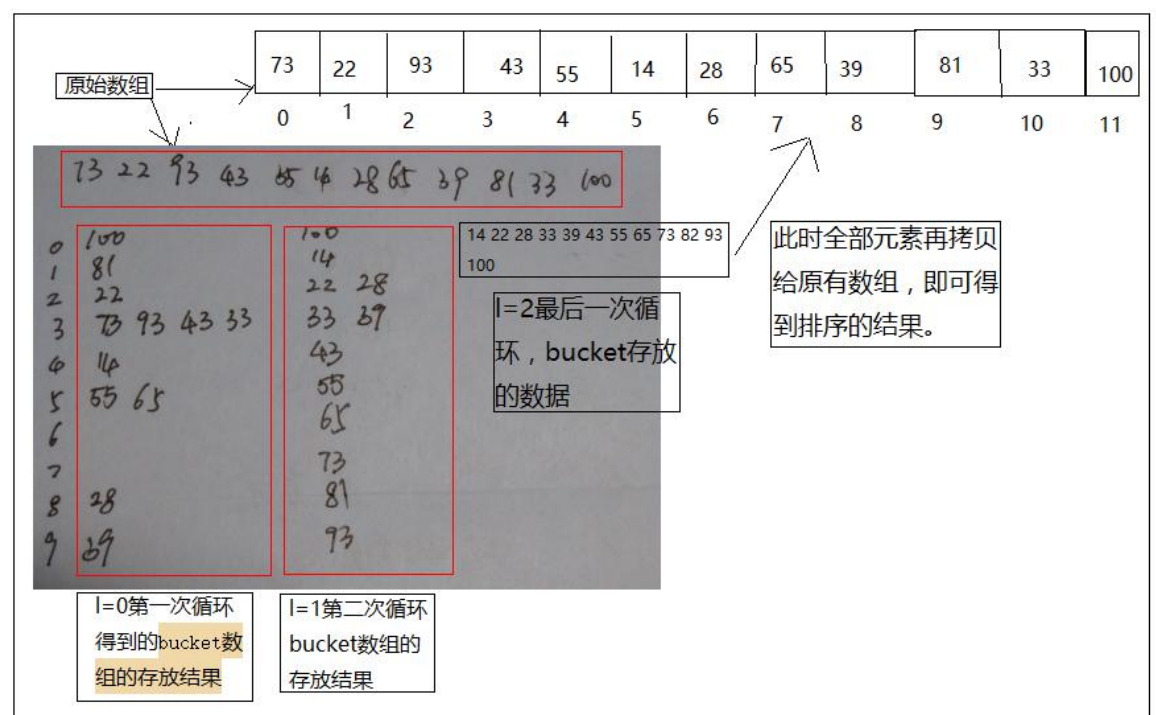 73 22 93 43 55 14 28 65 39 81 33 100
原始数组
0 1 2 3 4 5 6 7 8 9 10 11
73 22 93 43 55 14 28 65 39 81 33 100
0 100 100
1 81 14
2 22 22 28
3 73 93 43 33 33 39
4 14 43
5 55 65 55
6 65
7 73
8 28 81
9 39 93
14 22 28 33 39 43 55 65 73 82 93
100
l=2最后一次循
环,bucket存放
的数据
此时全部元素再拷贝
给原有数组,即可得
到排序的结果。
l=0第一次循环
得到的bucket数
组的存放结果
l=1第二次循环
bucket数组的
存放结果